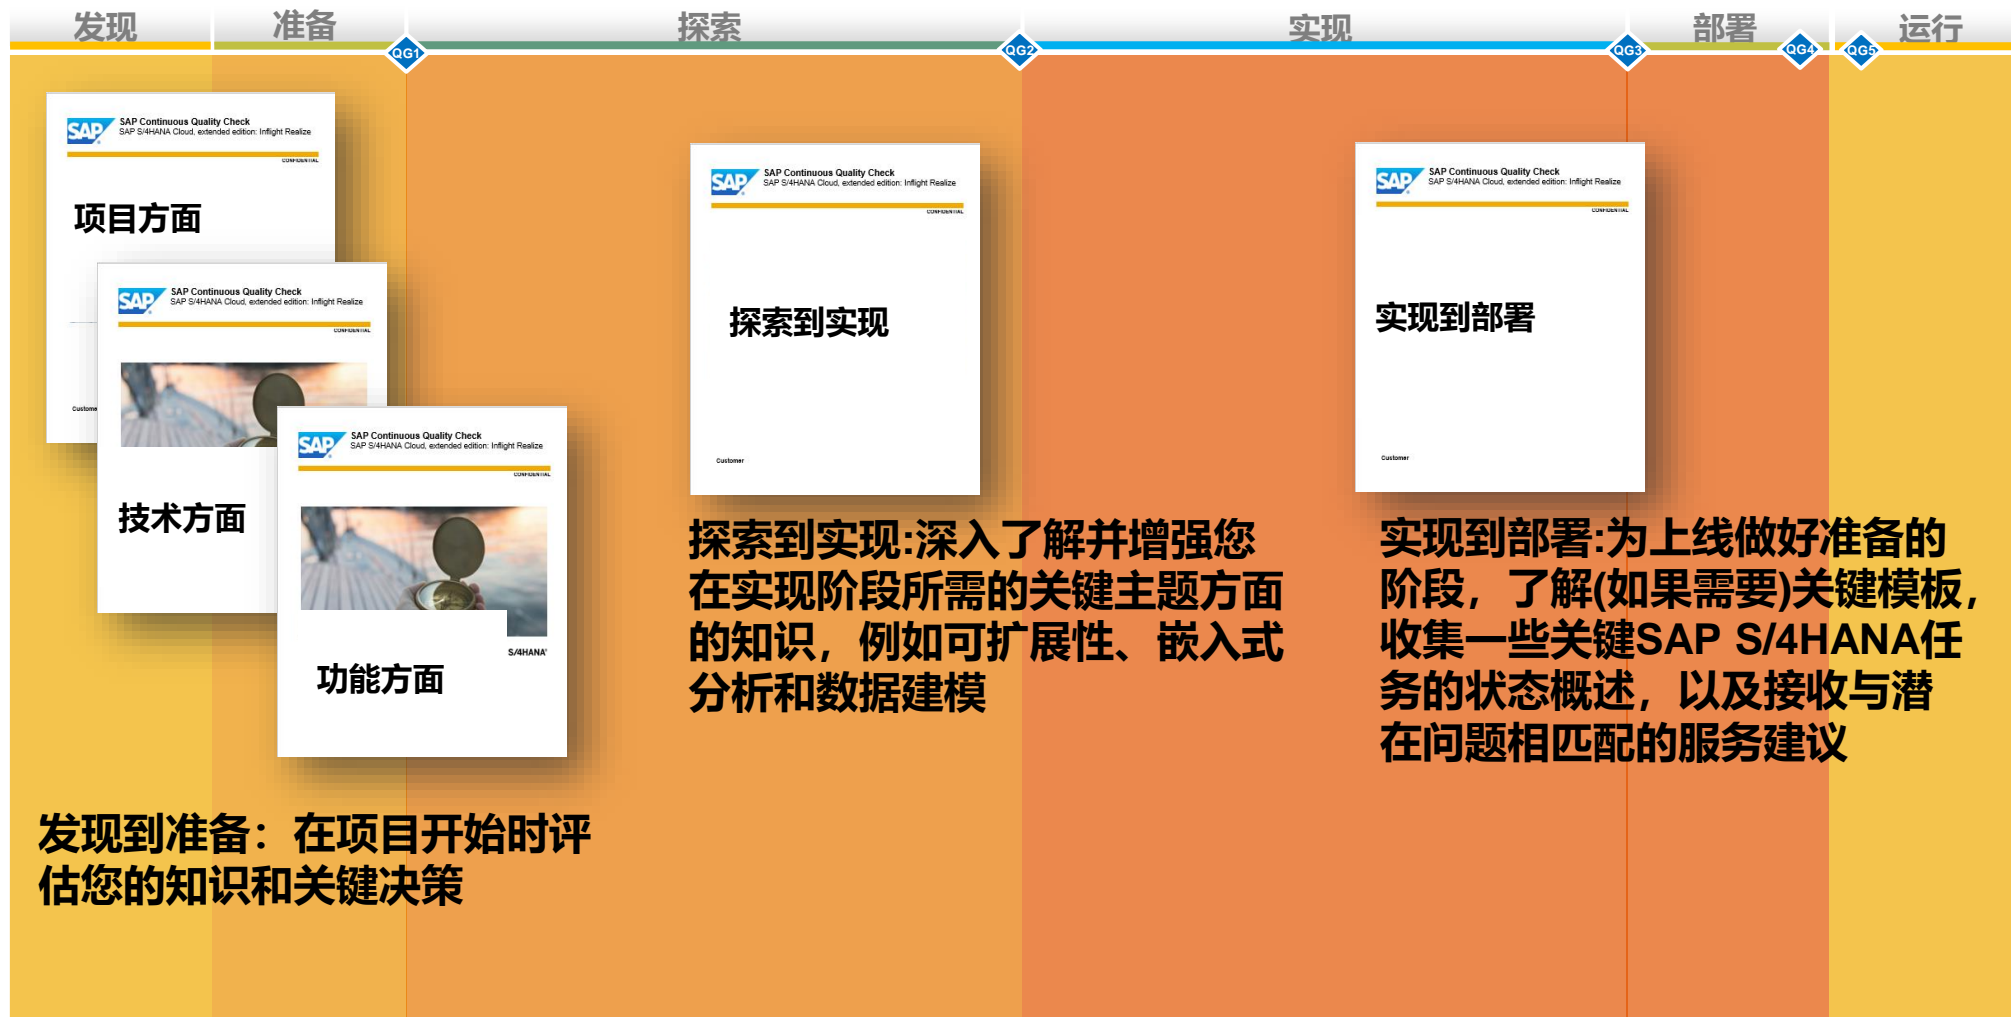 发现
准备
探索
实现
部署
运行
QG1
QG2
QG3
QG4
QG5
SAP
SAP Continuous Quality Check
SAP S/4HANA Cloud, extended edition: Inflight Realize
CONFIDENTIAL
项目方面
Custome
SAP
SAP Continuous Quality Check
SAP S/4HANA Cloud, extended edition: Inflight Realize
CONFIDENTIAL
技术方面
SAP
SAP Continuous Quality Check
SAP S/4HANA Cloud, extended edition: Inflight Realize
CONFIDENTIAL
S/4HANA'
功能方面
发现到准备：在项目开始时评
估您的知识和关键决策
SAP
SAP Continuous Quality Check
SAP S/4HANA Cloud, extended edition: Inflight Realize
CONFIDENTIAL
探索到实现
Customer
探索到实现:深入了解并增强您
在实现阶段所需的关键主题方面
的知识，例如可扩展性、嵌入式
分析和数据建模
SAP
SAP Continuous Quality Check
SAP S/4HANA Cloud, extended edition: Inflight Realize
CONFIDENTIAL
实现到部署
Customer
实现到部署:为上线做好准备的
阶段，了解(如果需要)关键模板，
收集一些关键SAP S/4HANA任
务的状态概述，以及接收与潜
在问题相匹配的服务建议